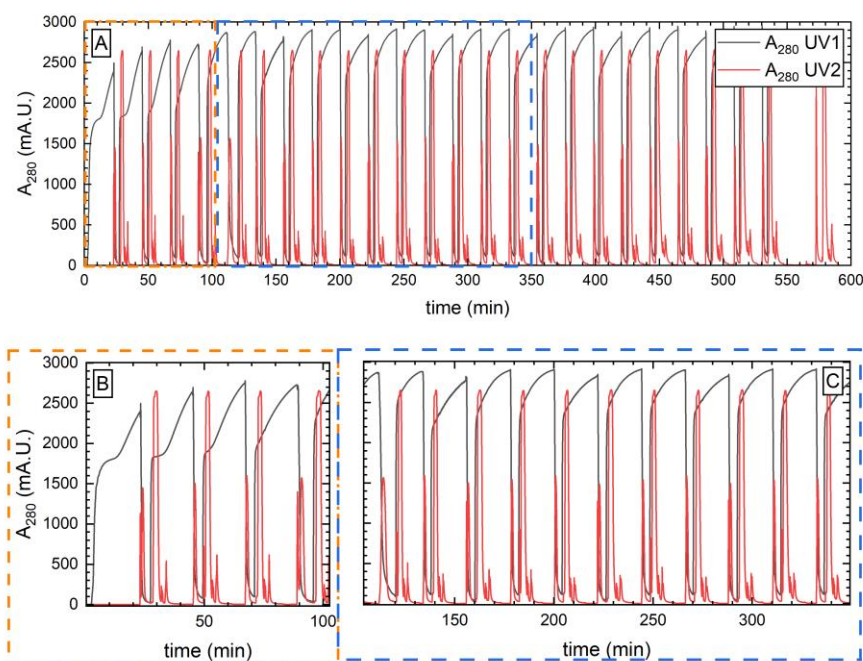 A
A₂₈₀ UV1
A₂₈₀ UV2
A₂₈₀ (mA.U.)
3000
2500
2000
1500
1000
500
0
0 50 100 150 200 250 300 350 400 450 500 550 600
time (min)
B
A₂₈₀ (mA.U.)
3000
2500
2000
1500
1000
500
0
50 100
time (min)
C
150 200 250 300
time (min)